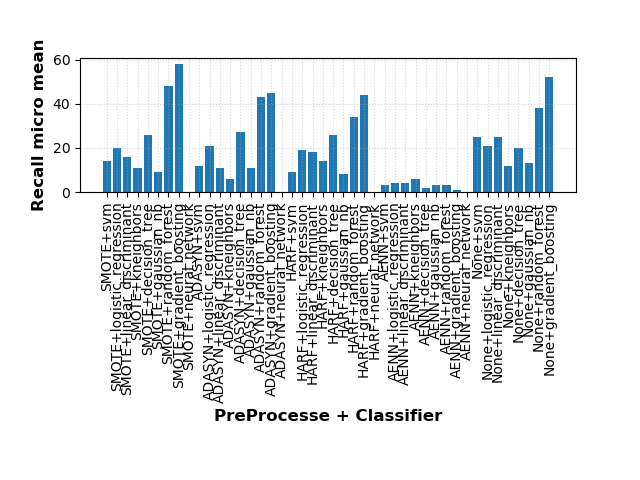 Recall micro mean
60
40
20
0
SMOTE+svm
SMOTE+logistic_regression
SMOTE+linear_discriminant
SMOTE+kneighbors
SMOTE+decision_tree
SMOTE+gaussian_nb
SMOTE+random_forest
SMOTE+gradient_boosting
SMOTE+neural_network
ADASYN+svm
ADASYN+logistic_regression
ADASYN+linear_discriminant
ADASYN+kneighbors
ADASYN+decision_tree
ADASYN+gaussian_nb
ADASYN+random_forest
ADASYN+gradient_boosting
ADASYN+neural_network
HARF+svm
HARF+logistic_regression
HARF+linear_discriminant
HARF+kneighbors
HARF+decision_tree
HARF+gaussian_nb
HARF+random_forest
HARF+gradient_boosting
HARF+neural_network
AENN+svm
AENN+logistic_regression
AENN+linear_discriminant
AENN+kneighbors
AENN+decision_tree
AENN+gaussian_nb
AENN+random_forest
AENN+gradient_boosting
AENN+neural_network
None+svm
None+logistic_regression
None+linear_discriminant
None+kneighbors
None+decision_tree
None+gaussian_nb
None+random_forest
None+gradient_boosting
PreProcesse + Classifier